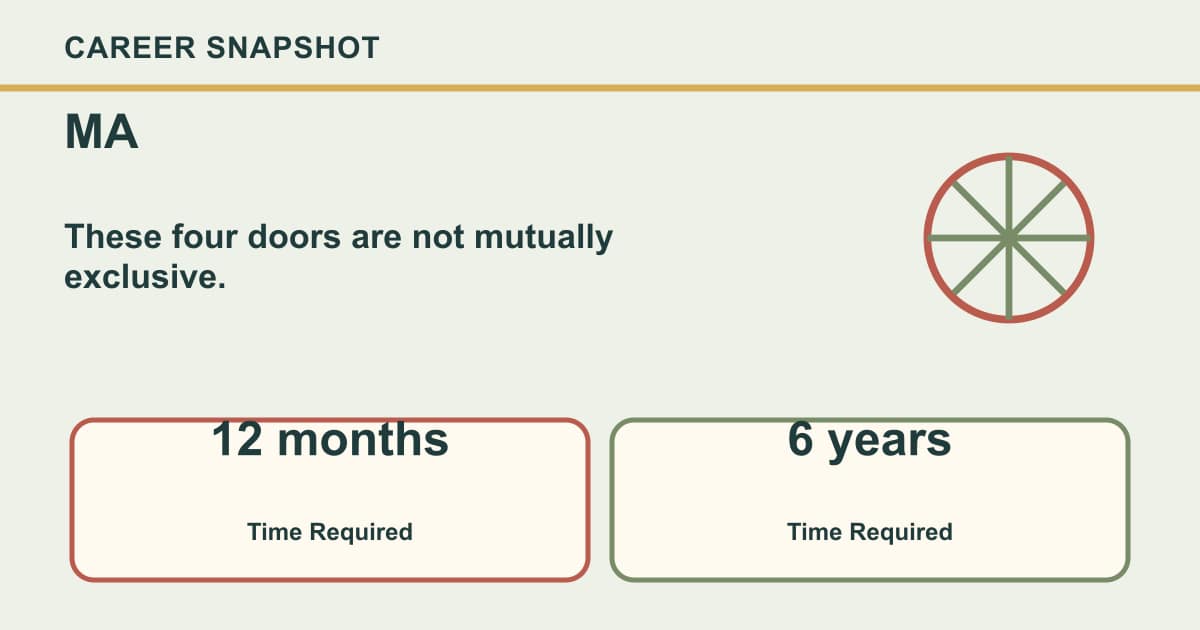 CAREER SNAPSHOT
MA
These four doors are not mutually
exclusive.
12 months
Time Required
6 years
Time Required